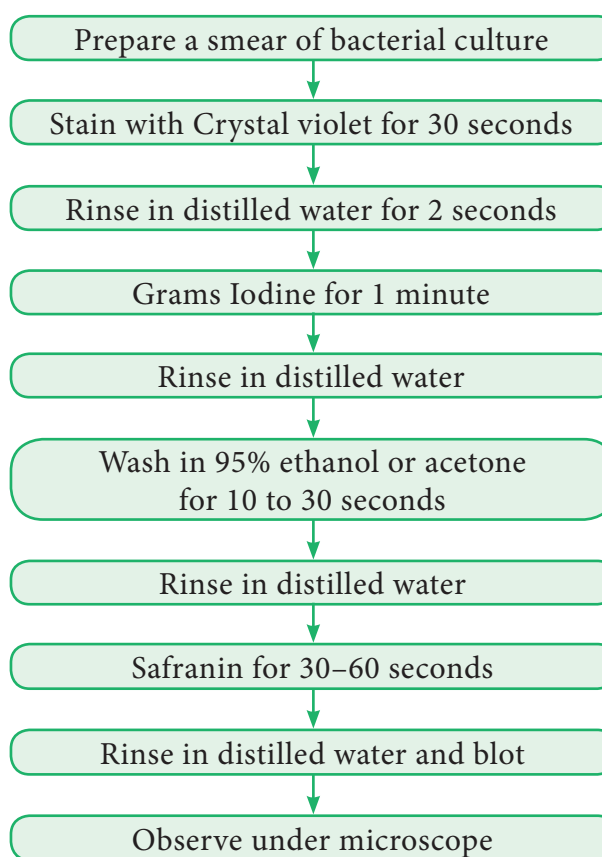 Prepare a smear of bacterial culture
Stain with Crystal violet for 30 seconds
Rinse in distilled water for 2 seconds
Grams Iodine for 1 minute
Rinse in distilled water
Wash in 95% ethanol or acetone
for 10 to 30 seconds
Rinse in distilled water
Safranin for 30–60 seconds
Rinse in distilled water and blot
Observe under microscope